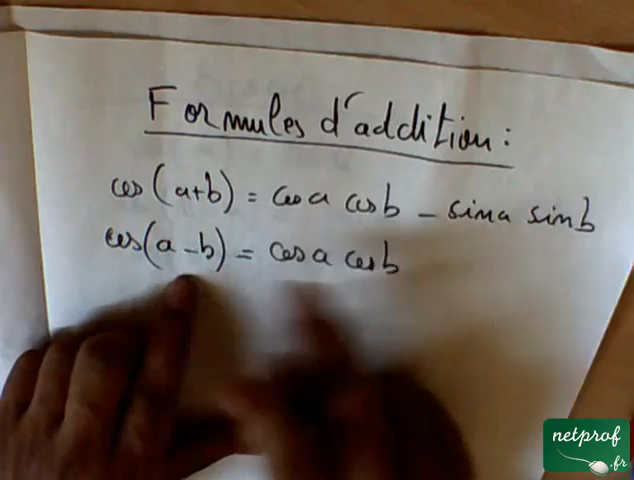 Formules d'addition :
cos(a+b) = cos a cos b - sin a sin b
cos(a-b) = cos a cos b
netprof
.fr